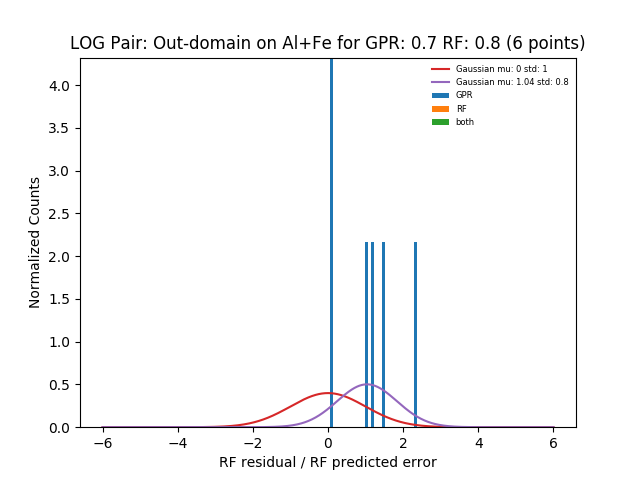 LOG Pair: Out-domain on Al+Fe for GPR: 0.7 RF: 0.8 (6 points)
Gaussian mu: 0 std: 1
Gaussian mu: 1.04 std: 0.8
GPR
RF
both
Normalized Counts
4.0
3.5
3.0
2.5
2.0
1.5
1.0
0.5
0.0
−6 −4 −2 0 2 4 6
RF residual / RF predicted error